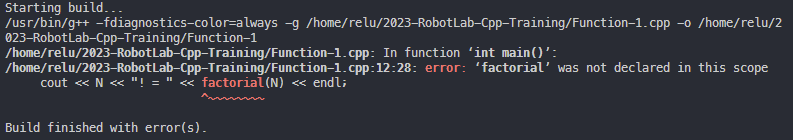 Starting build...
/usr/bin/g++ -fdiagnostics-color=always -g /home/relu/2023-RobotLab-Cpp-Training/Function-1.cpp -o /home/relu/2
023-RobotLab-Cpp-Training/Function-1
/home/relu/2023-RobotLab-Cpp-Training/Function-1.cpp: In function ‘int main()’:
/home/relu/2023-RobotLab-Cpp-Training/Function-1.cpp:12:28: error: ‘factorial’ was not declared in this scope
     cout << N << "! = " << factorial(N) << endl;
                            ^~~~~~~~~

Build finished with error(s).